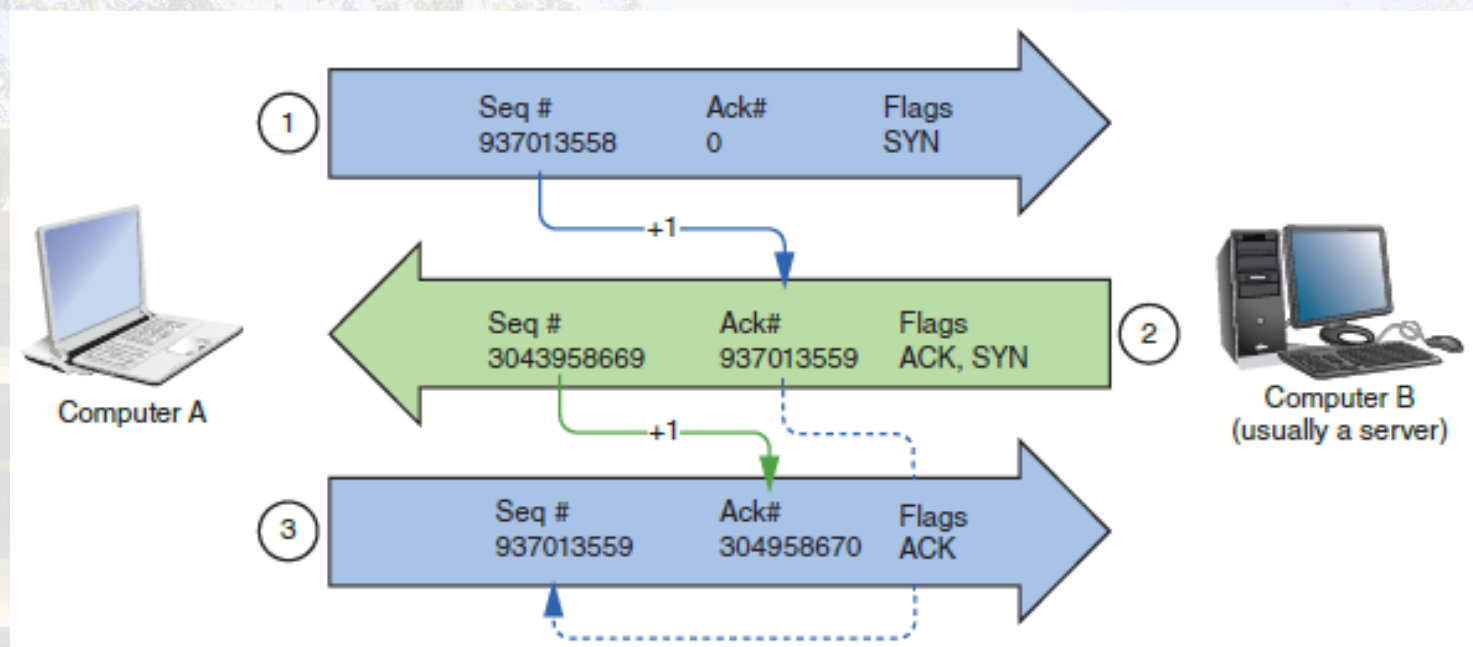 1
Seq # Ack# Flags
937013558 0 SYN
+1
Seq # Ack# Flags
3043958669 937013559 ACK, SYN
2
Computer A
Computer B
(usually a server)
+1
3
Seq # Ack# Flags
937013559 304958670 ACK